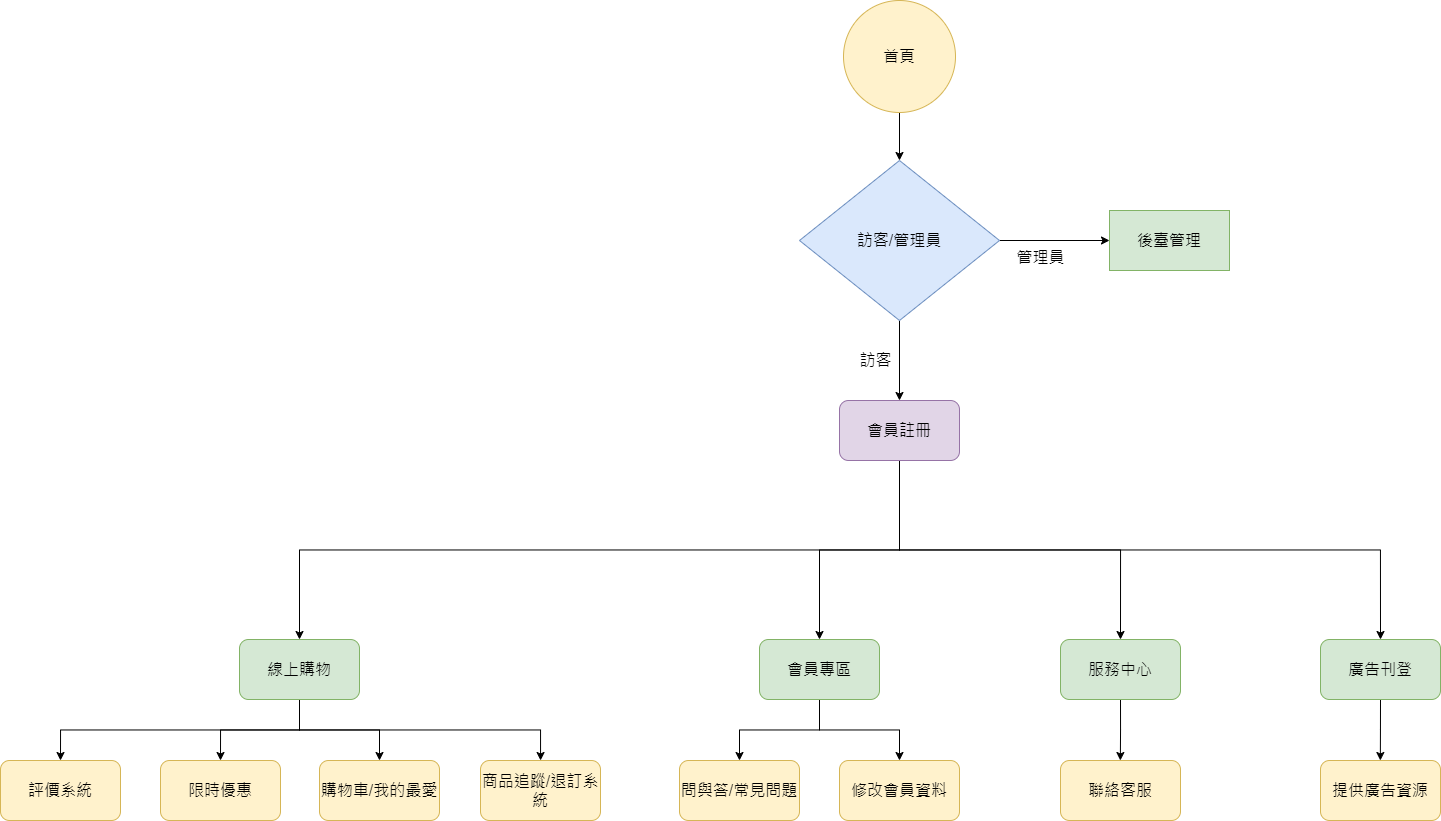 首頁
訪客/管理員
後臺管理
管理員
訪客
會員註冊
線上購物
會員專區
服務中心
廣告刊登
評價系統
限時優惠
購物車/我的最愛
商品追蹤/退訂系
統
問與答/常見問題
修改會員資料
聯絡客服
提供廣告資源